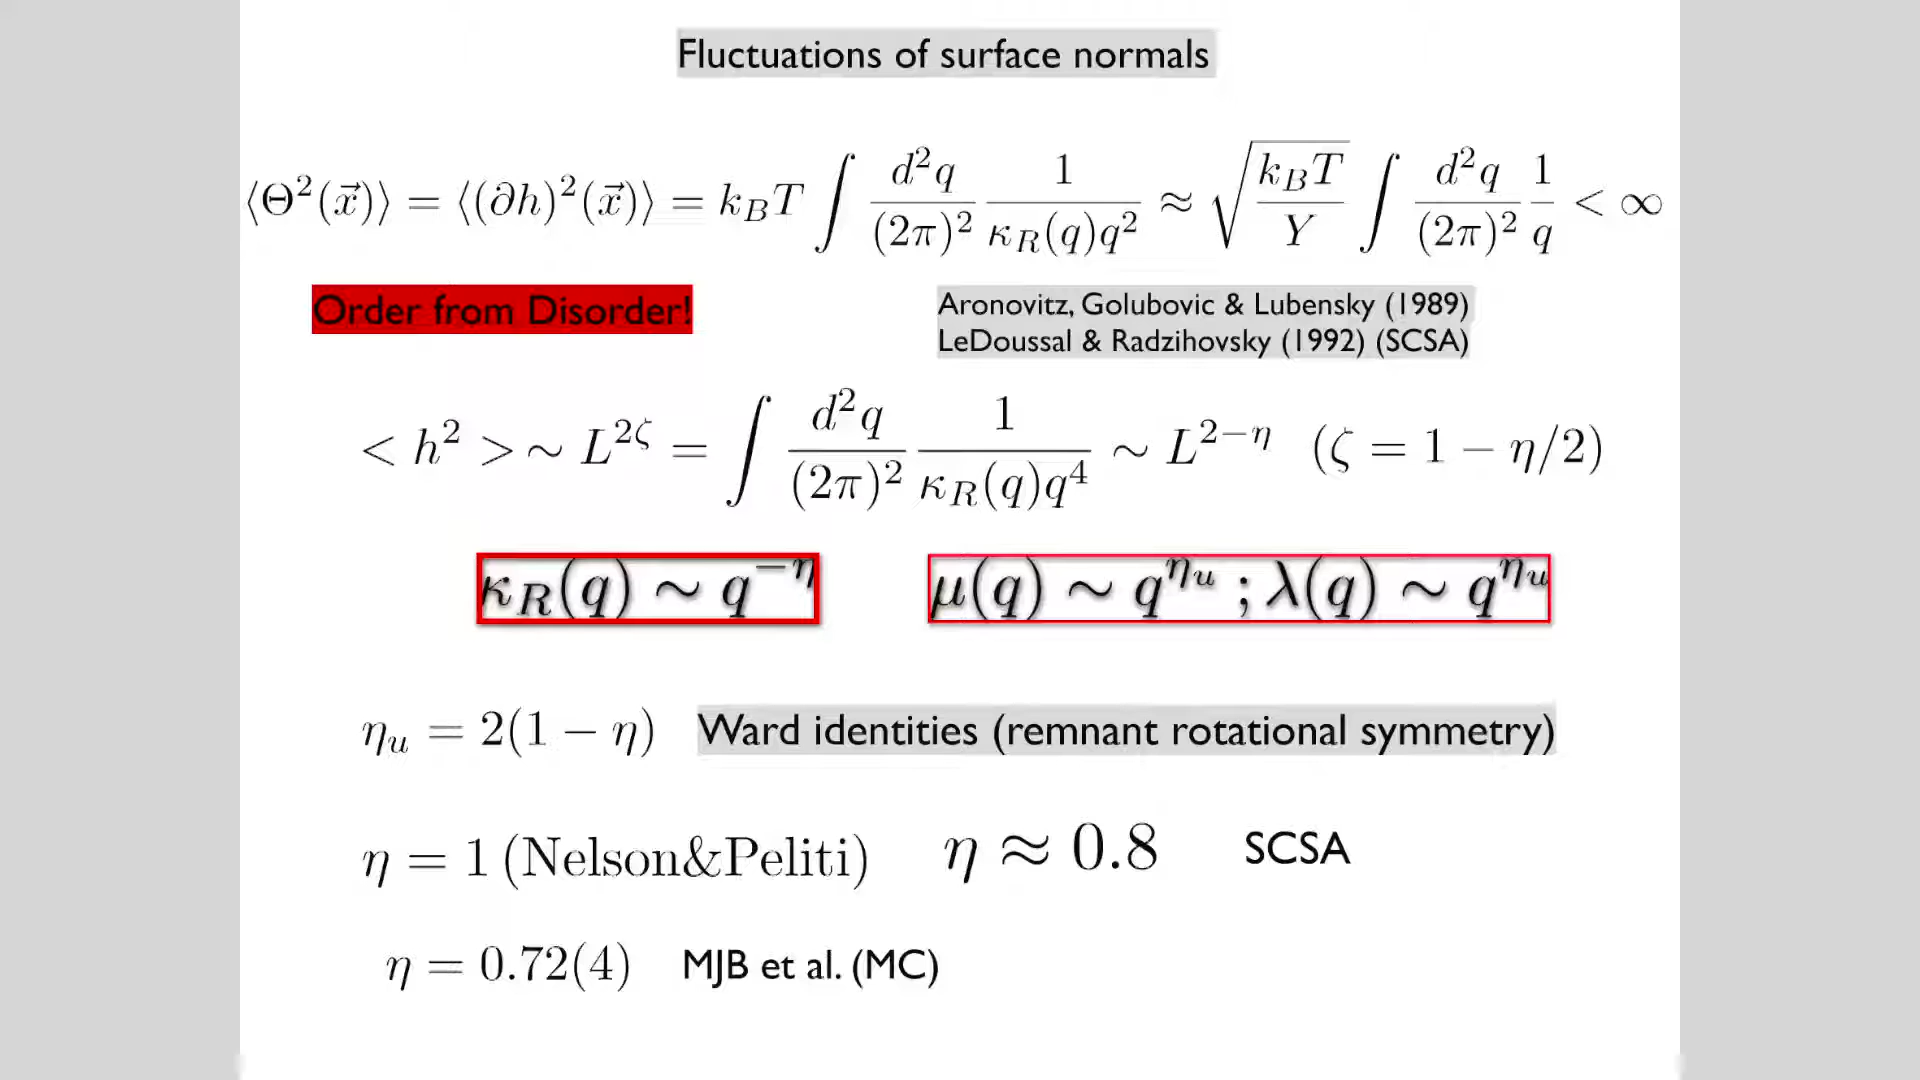 Fluctuations of surface normals
⟨Θ²(x⃗)⟩ = ⟨(∂h)²(x⃗)⟩ = k_BT ∫ d²q/(2π)² 1/(κ_R(q)q²) ≈ √(k_BT/Y) ∫ d²q/(2π)² 1/q < ∞
Order from Disorder!
Aronovitz, Golubovic & Lubensky (1989)
LeDoussal & Radzihovsky (1992) (SCSA)
< h² > ∼ L^{2ζ} = ∫ d²q/(2π)² 1/(κ_R(q)q⁴) ∼ L^{2−η} (ζ = 1 − η/2)
κ_R(q) ∼ q^{−η}
μ(q) ∼ q^{η_u} ; λ(q) ∼ q^{η_u}
η_u = 2(1 − η) Ward identities (remnant rotational symmetry)
η = 1 (Nelson&Peliti) η ≈ 0.8 SCSA
η = 0.72(4) MJB et al. (MC)